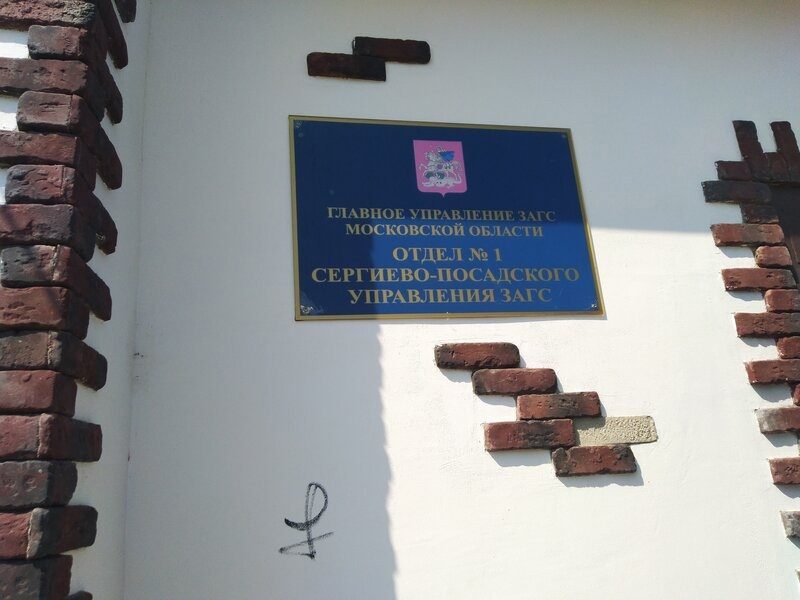 ГЛАВНОЕ УПРАВЛЕНИЕ ЗАГС
МОСКОВСКОЙ ОБЛАСТИ
ОТДЕЛ № 1
СЕРГИЕВО-ПОСАДСКОГО
УПРАВЛЕНИЯ ЗАГС